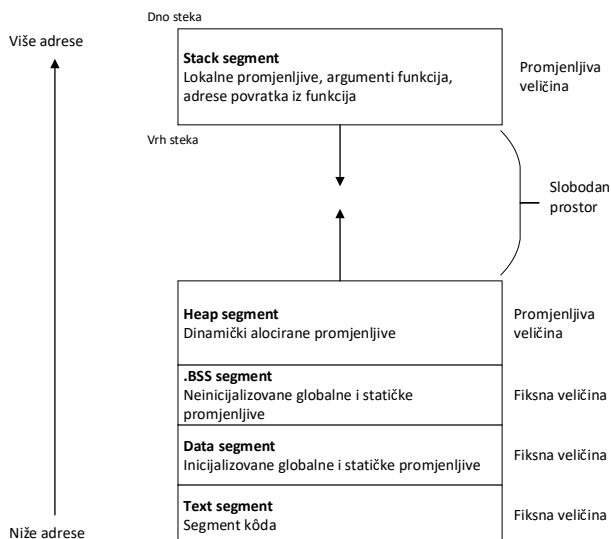 Dno steka
Više adrese
Stack segment
Lokalne promjenljive, argumenti funkcija,
adrese povratka iz funkcija
Promjenljiva
veličina
Vrh steka
Slobodan
prostor
Heap segment
Dinamički alocirane promjenljive
Promjenljiva
veličina
.BSS segment
Neinicijalizovane globalne i statičke
promjenljive
Fiksna veličina
Data segment
Inicijalizovane globalne i statičke promjenljive
Fiksna veličina
Text segment
Segment kôda
Fiksna veličina
Niže adrese